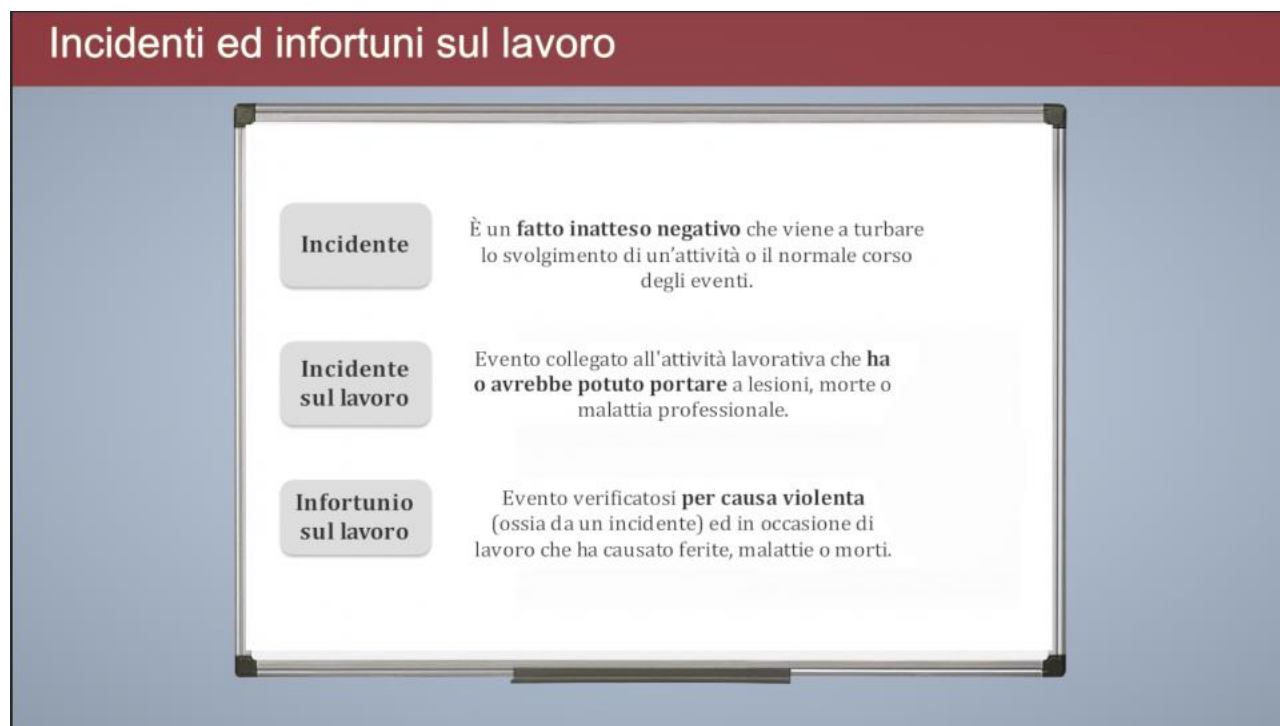 Incidenti ed infortuni sul lavoro
Incidente
È un fatto inatteso negativo che viene a turbare
lo svolgimento di un'attività o il normale corso
degli eventi.
Incidente
sul lavoro
Evento collegato all'attività lavorativa che ha
o avrebbe potuto portare a lesioni, morte o
malattia professionale.
Infortunio
sul lavoro
Evento verificatosi per causa violenta
(ossia da un incidente) ed in occasione di
lavoro che ha causato ferite, malattie o morti.